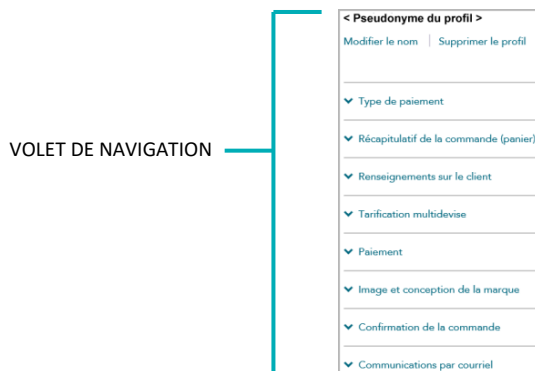 < Pseudonyme du profil >
Modifier le nom | Supprimer le profil
Type de paiement
Récapitulatif de la commande (panier)
VOLET DE NAVIGATION
Renseignements sur le client
Tarification multidevise
Paiement
Image et conception de la marque
Confirmation de la commande
Communications par courriel